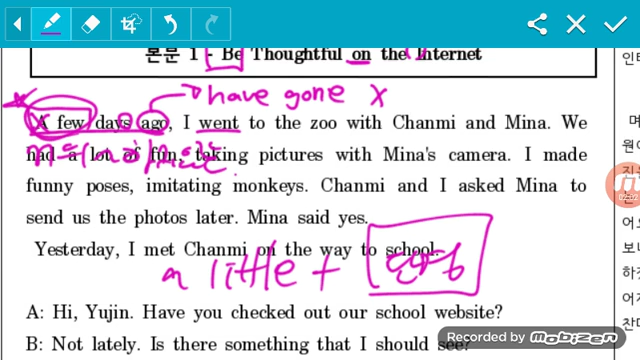 본문 1 - Be Thoughtful on the Internet
have gone X
A few days ago, I went to the zoo with Chanmi and Mina. We
had a lot of fun, taking pictures with Mina's camera. I made
funny poses, imitating monkeys. Chanmi and I asked Mina to
send us the photos later. Mina said yes.
Yesterday, I met Chanmi on the way to school.
a little +
A: Hi, Yujin. Have you checked out our school website?
B: Not lately. Is there something that I should see?
Recorded by Mobizen